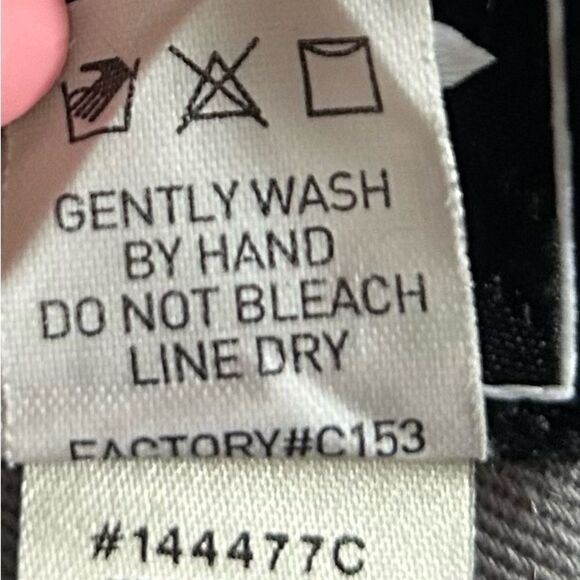 GENTLY WASH
BY HAND
DO NOT BLEACH
LINE DRY
FACTORY#C153
#144477C